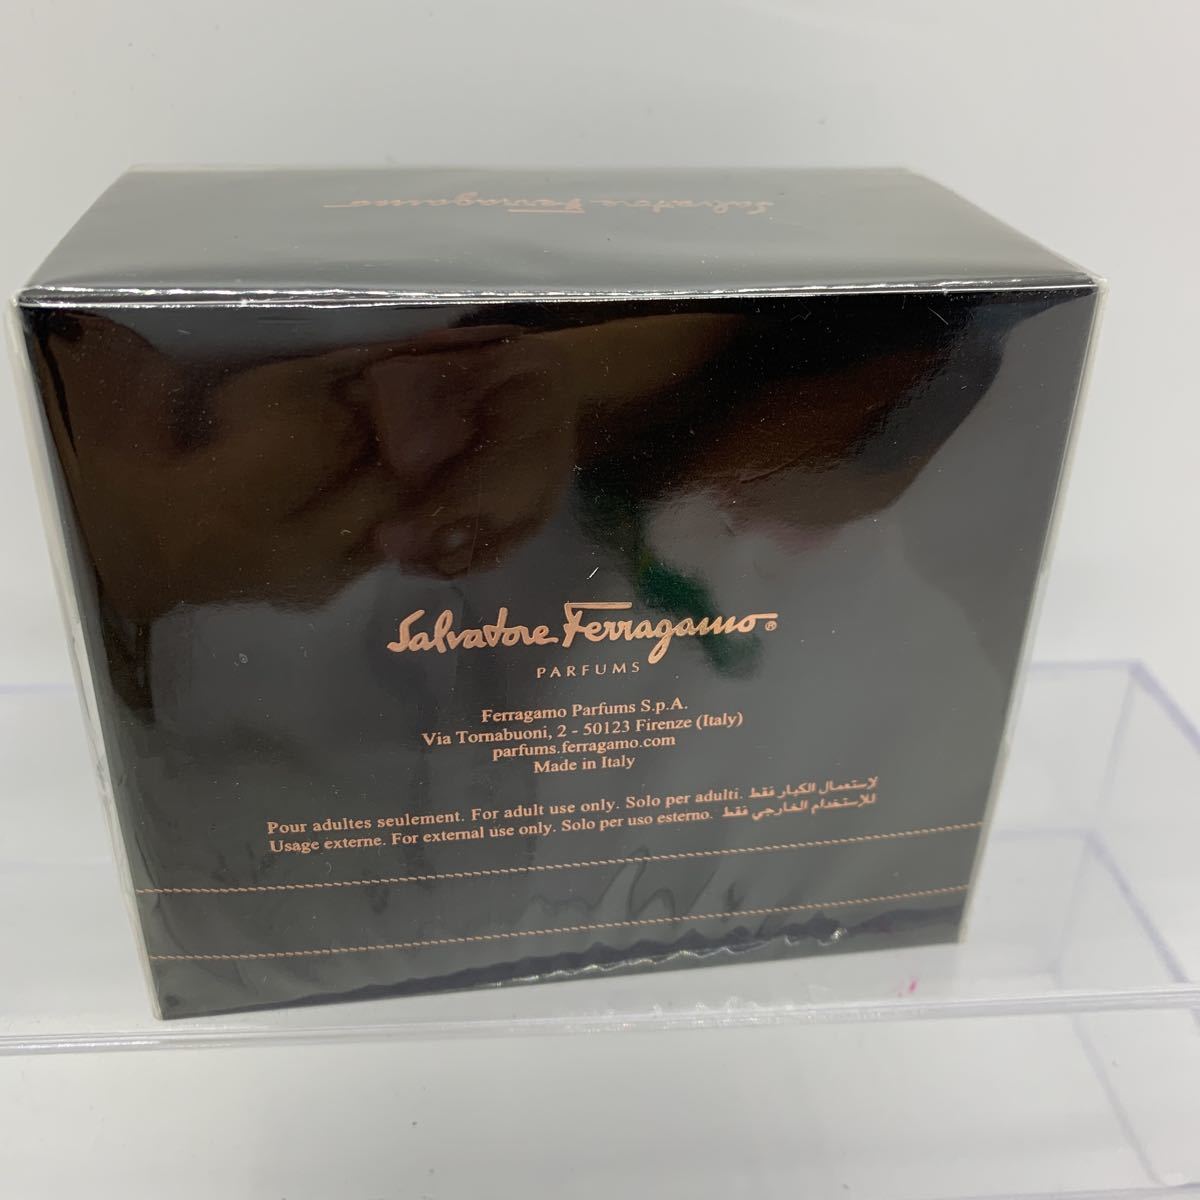 Salvatore Ferragamo
Salvatore Ferragamo®
PARFUMS
Ferragamo Parfums S.p.A.
Via Tornabuoni, 2 - 50123 Firenze (Italy)
parfums.ferragamo.com
Made in Italy
Pour adultes seulement. For adult use only. Solo per adulti. لاستعمال الكبار فقط
Usage externe. For external use only. Solo per uso esterno. للاستخدام الخارجي فقط